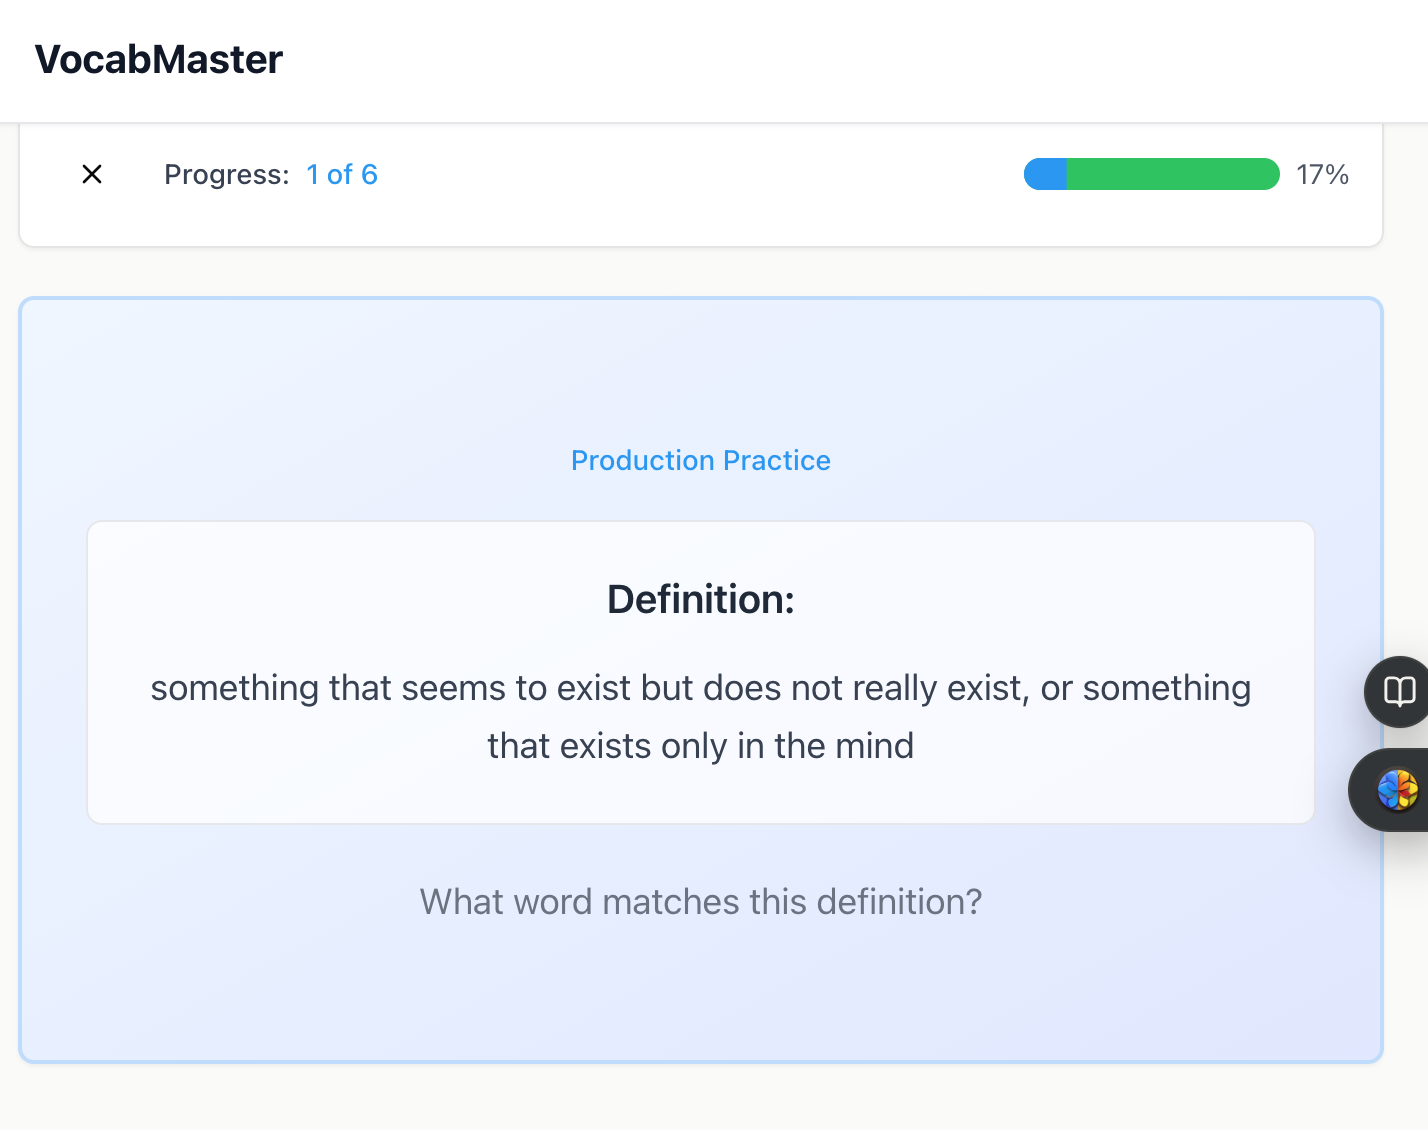 VocabMaster
Progress: 1 of 6
17%
Production Practice
Definition:
something that seems to exist but does not really exist, or something
that exists only in the mind
What word matches this definition?